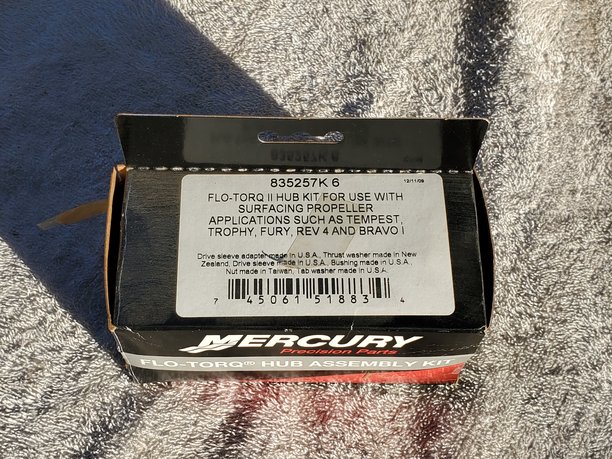 835257K 6
12/11/09
FLO-TORQ II HUB KIT FOR USE WITH
SURFACING PROPELLER
APPLICATIONS SUCH AS TEMPEST,
TROPHY, FURY, REV 4 AND BRAVO I
Drive sleeve adapter made in U.S.A., Thrust washer made in New
Zealand, Drive sleeve made in U.S.A., Bushing made in U.S.A.,
Nut made in Taiwan, Tab washer made in U.S.A.
7 45061 51883 4
MERCURY
Precision Parts
FLO-TORQ® HUB ASSEMBLY KIT